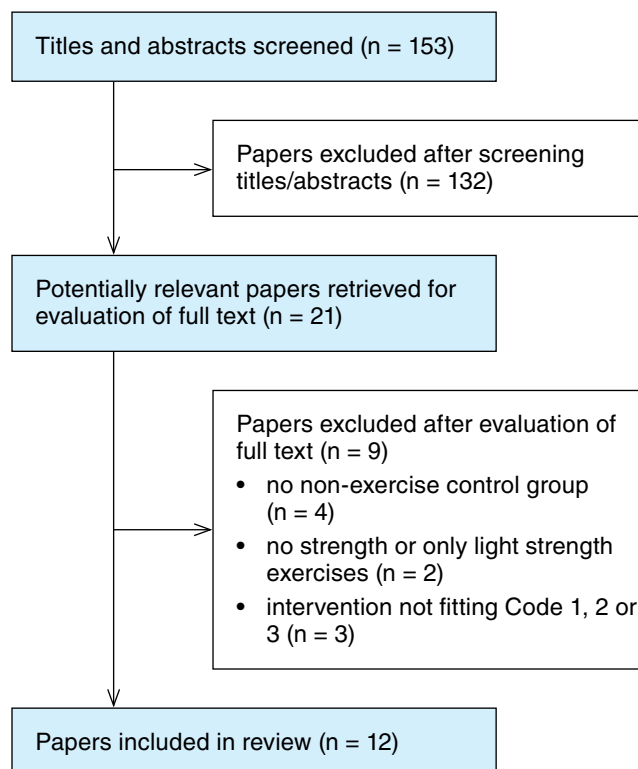 Titles and abstracts screened (n = 153)
Papers excluded after screening
titles/abstracts (n = 132)
Potentially relevant papers retrieved for
evaluation of full text (n = 21)
Papers excluded after evaluation of
full text (n = 9)
• no non-exercise control group
(n = 4)
• no strength or only light strength
exercises (n = 2)
• intervention not fitting Code 1, 2 or
3 (n = 3)
Papers included in review (n = 12)